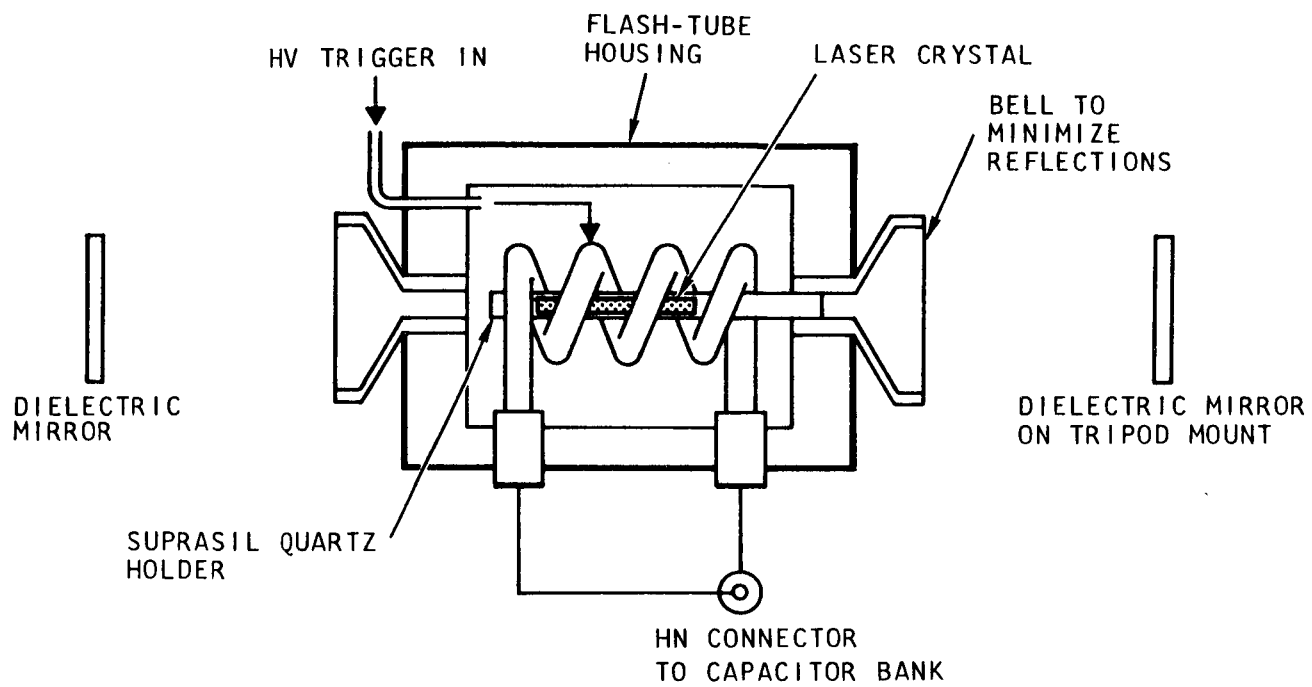 FLASH-TUBE
HOUSING
HV TRIGGER IN
LASER CRYSTAL
BELL TO
MINIMIZE
REFLECTIONS
DIELECTRIC
MIRROR
DIELECTRIC MIRROR
ON TRIPOD MOUNT
SUPRASIL QUARTZ
HOLDER
HN CONNECTOR
TO CAPACITOR BANK